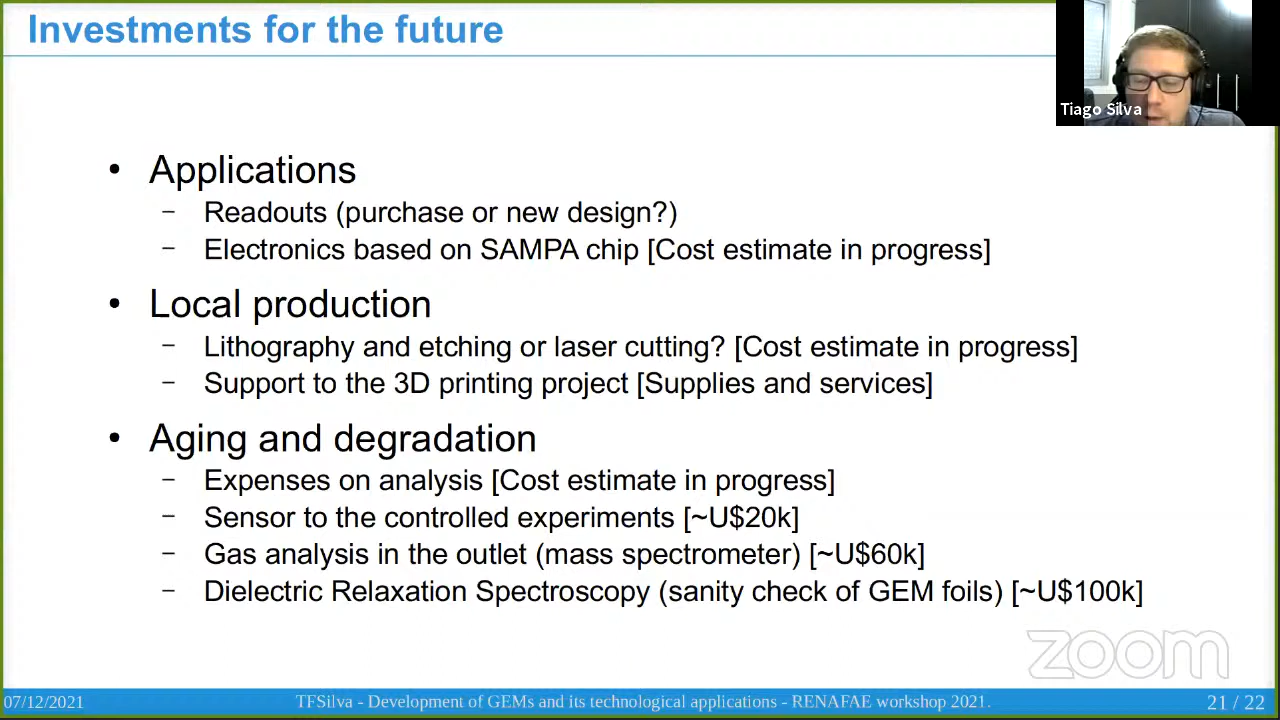 Investments for the future
Tiago Silva
• Applications
– Readouts (purchase or new design?)
– Electronics based on SAMPA chip [Cost estimate in progress]
• Local production
– Lithography and etching or laser cutting? [Cost estimate in progress]
– Support to the 3D printing project [Supplies and services]
• Aging and degradation
– Expenses on analysis [Cost estimate in progress]
– Sensor to the controlled experiments [~U$20k]
– Gas analysis in the outlet (mass spectrometer) [~U$60k]
– Dielectric Relaxation Spectroscopy (sanity check of GEM foils) [~U$100k]
zoom
07/12/2021
TFSilva - Development of GEMs and its technological applications - RENAFAE workshop 2021.
21 / 22